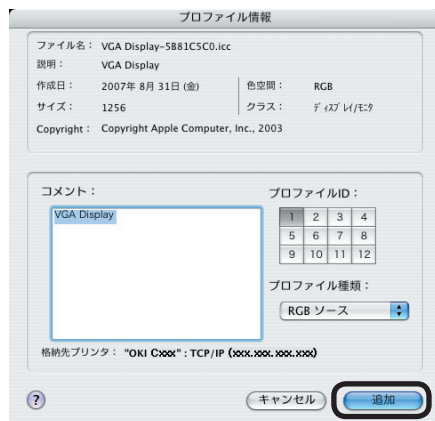 プロファイル情報
ファイル名： VGA Display-5B81C5C0.icc
説明： VGA Display
作成日： 2007年 8月 31日 (金) 色空間： RGB
サイズ： 1256 クラス： ディスプレイ/モニタ
Copyright： Copyright Apple Computer, Inc., 2003
コメント：
VGA Display
プロファイルID：
1 2 3 4
5 6 7 8
9 10 11 12
プロファイル種類：
RGB ソース
格納先プリンタ： "OKI Cxxx" : TCP/IP (xxx.xxx.xxx.xxx)
? キャンセル 追加